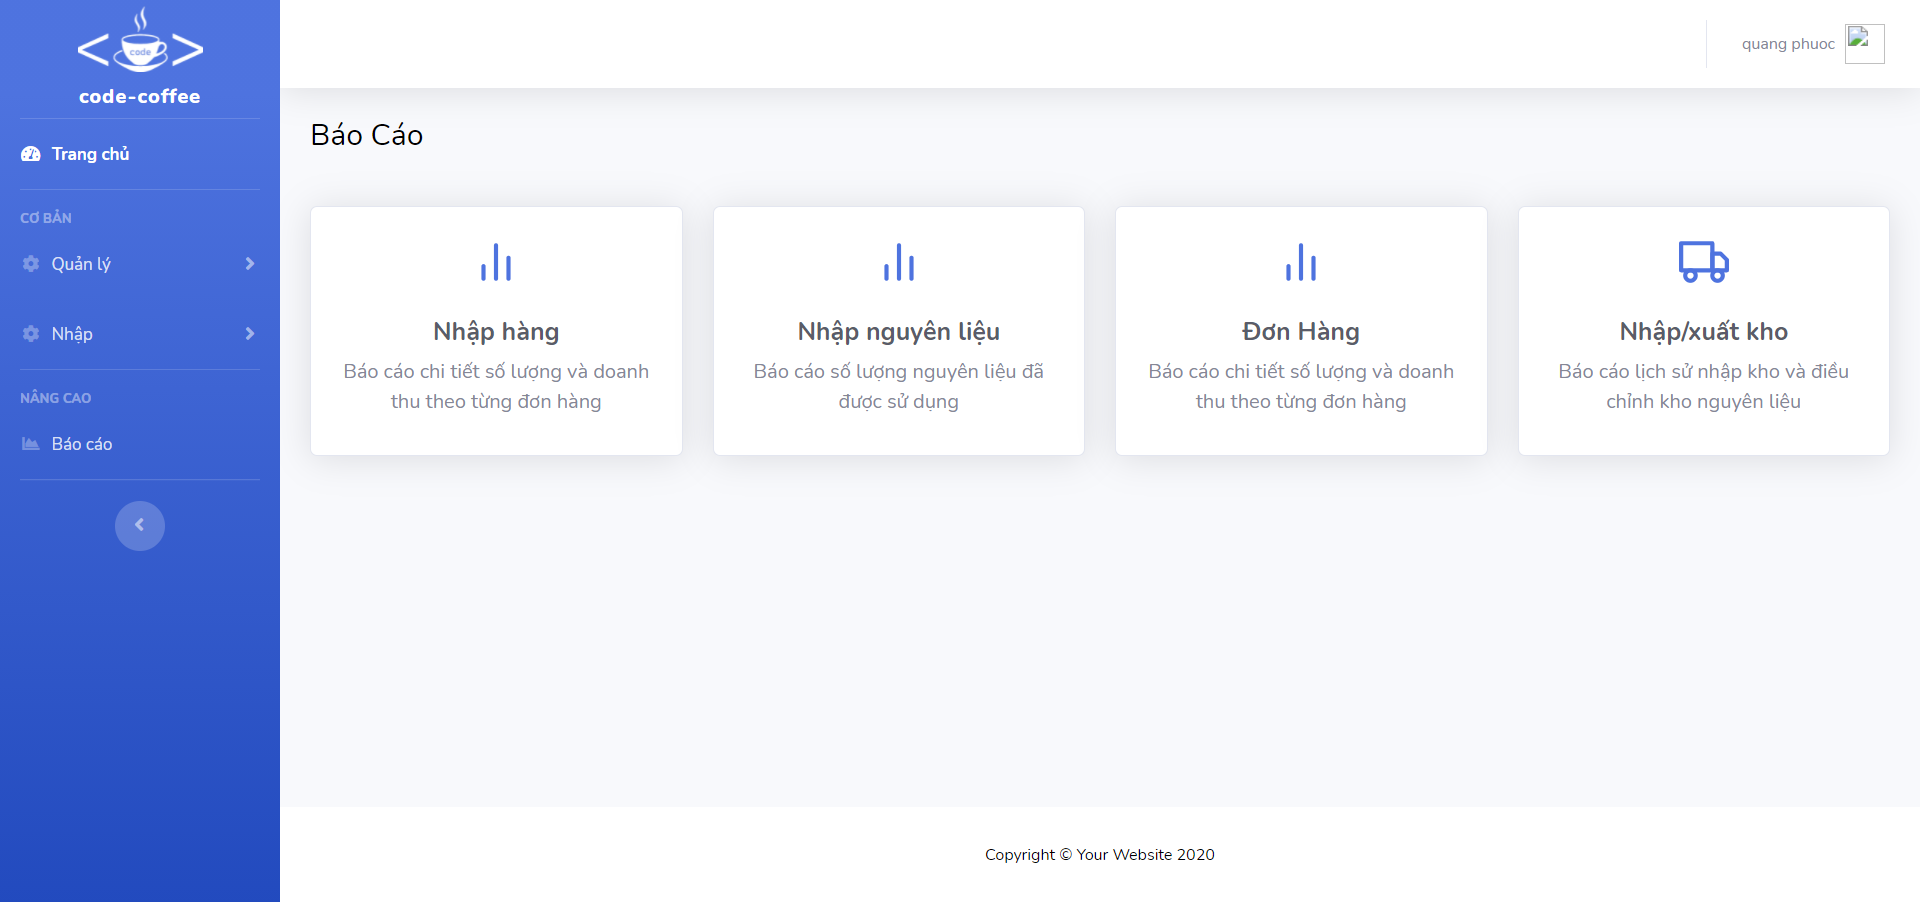 code
code-coffee
Trang chủ
CƠ BẢN
Quản lý
Nhập
NÂNG CAO
Báo cáo
quang phuoc
Báo Cáo
Nhập hàng
Báo cáo chi tiết số lượng và doanh
thu theo từng đơn hàng
Nhập nguyên liệu
Báo cáo số lượng nguyên liệu đã
được sử dụng
Đơn Hàng
Báo cáo chi tiết số lượng và doanh
thu theo từng đơn hàng
Nhập/xuất kho
Báo cáo lịch sử nhập kho và điều
chỉnh kho nguyên liệu
Copyright © Your Website 2020